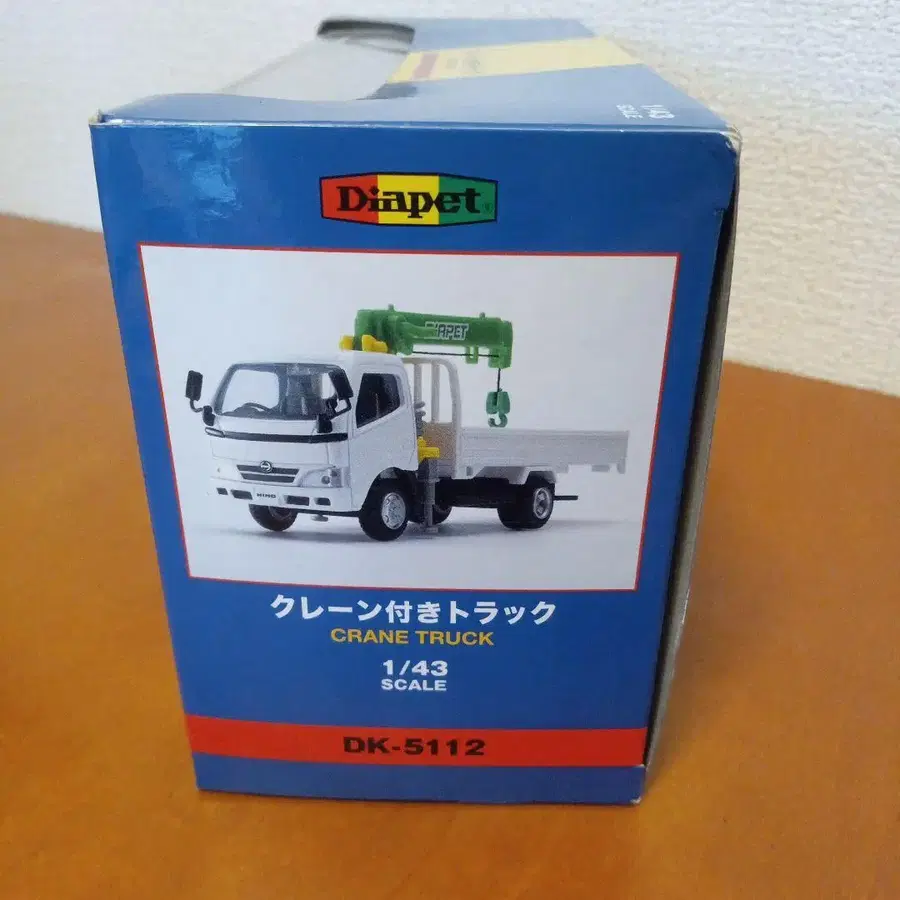 1/43
SCALE
Diapet
DIAPET
HINO
クレーン付きトラック
CRANE TRUCK
1/43
SCALE
DK-5112